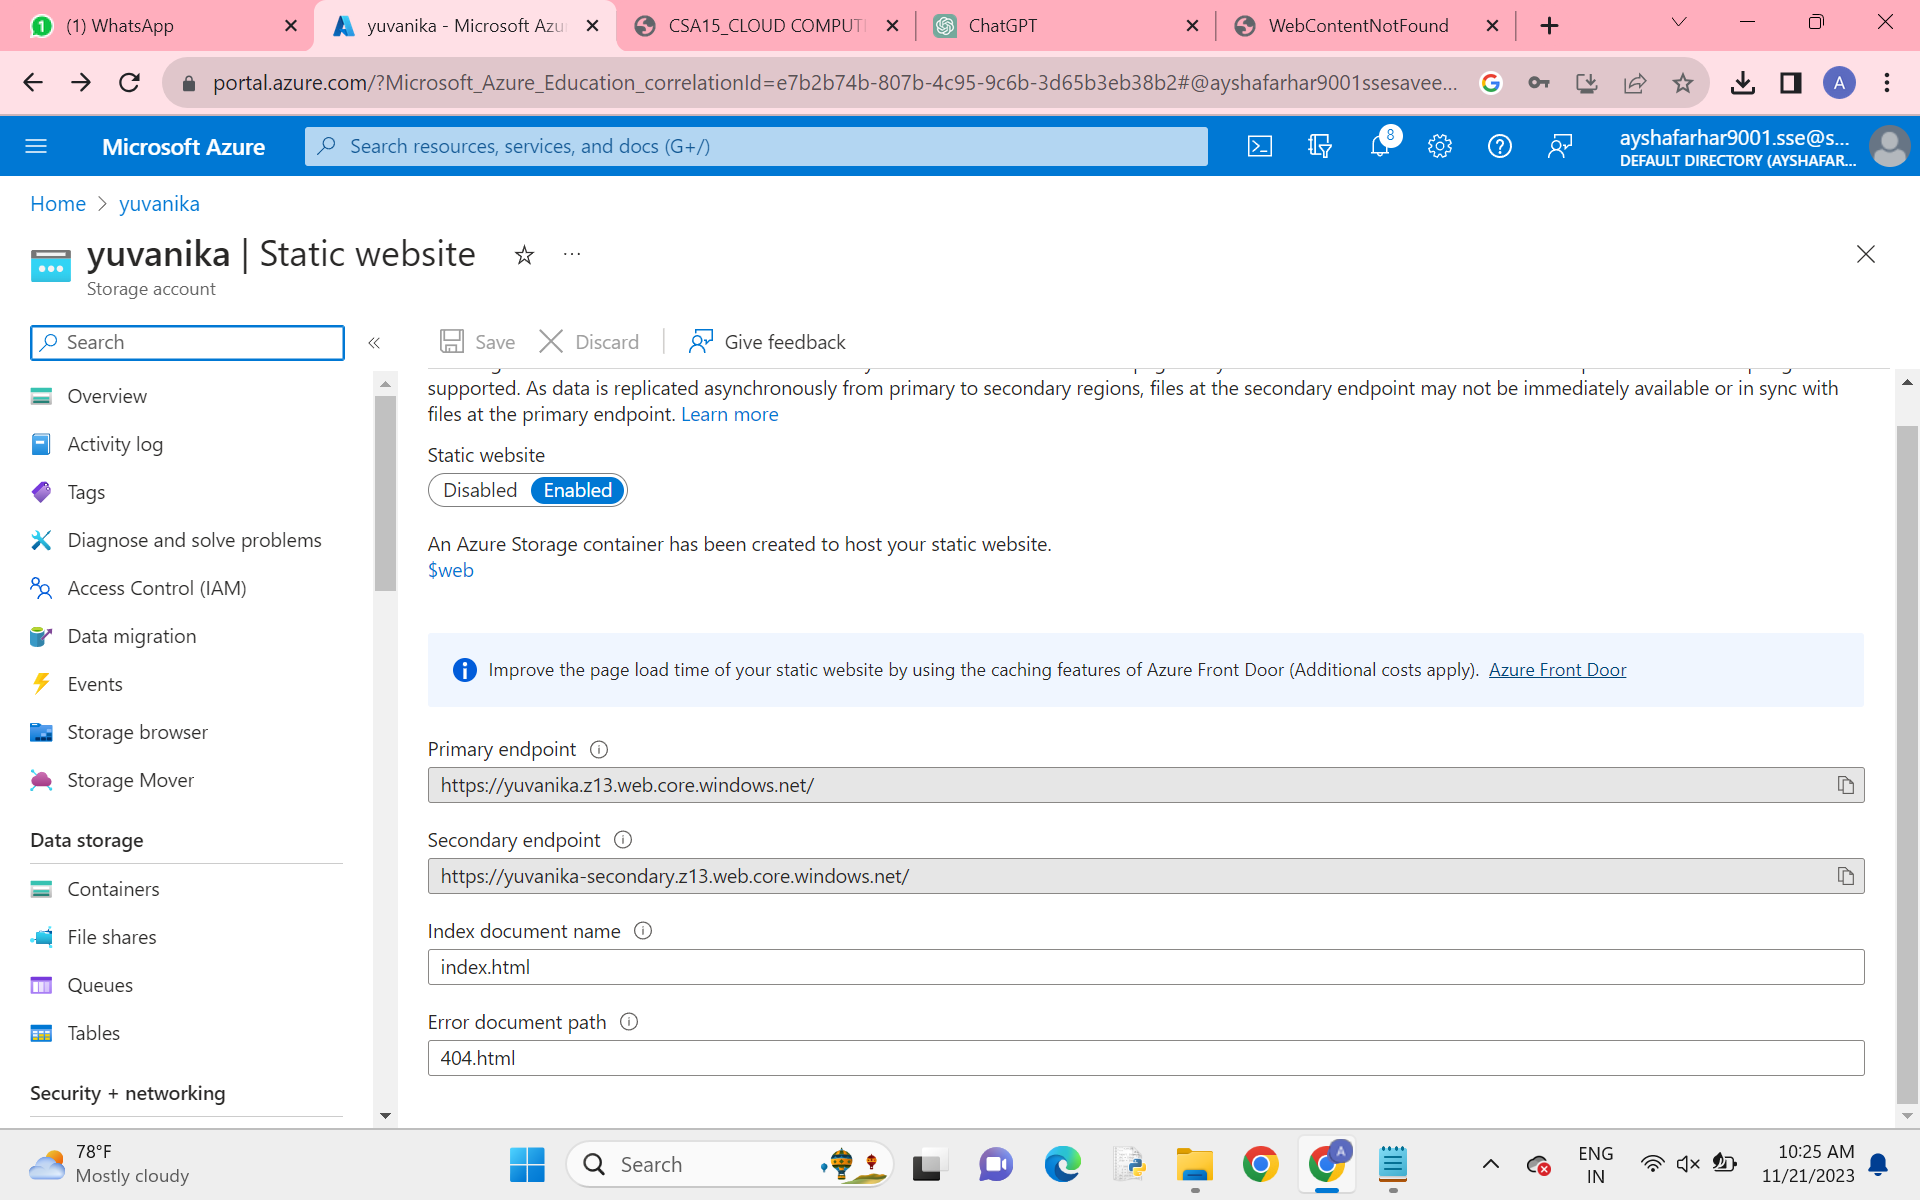 (1) WhatsApp
yuvanika - Microsoft Azu
CSA15_CLOUD COMPUT
ChatGPT
WebContentNotFound
portal.azure.com/?Microsoft_Azure_Education_correlationId=e7b2b74b-807b-4c95-9c6b-3d65b3eb38b2#@ayshafarhar9001ssesavee...
A
Microsoft Azure
Search resources, services, and docs (G+/)
8
ayshafarhar9001.sse@s...
DEFAULT DIRECTORY (AYSHAFAR...
Home > yuvanika
yuvanika | Static website
Storage account
Search
Save
Discard
Give feedback
Overview
Activity log
Tags
Diagnose and solve problems
Access Control (IAM)
Data migration
Events
Storage browser
Storage Mover
Data storage
Containers
File shares
Queues
Tables
Security + networking
supported. As data is replicated asynchronously from primary to secondary regions, files at the secondary endpoint may not be immediately available or in sync with
files at the primary endpoint. Learn more
Static website
Disabled Enabled
An Azure Storage container has been created to host your static website.
$web
Improve the page load time of your static website by using the caching features of Azure Front Door (Additional costs apply). Azure Front Door
Primary endpoint
https://yuvanika.z13.web.core.windows.net/
Secondary endpoint
https://yuvanika-secondary.z13.web.core.windows.net/
Index document name
index.html
Error document path
404.html
78°F
Mostly cloudy
Search
A
ENG
IN
10:25 AM
11/21/2023